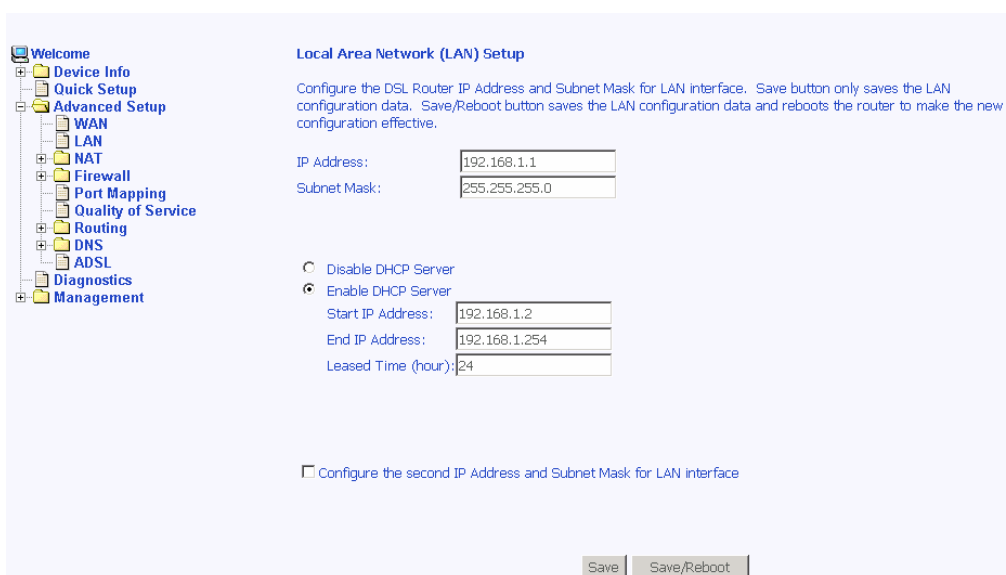 Welcome
Device Info
Quick Setup
Advanced Setup
WAN
LAN
NAT
Firewall
Port Mapping
Quality of Service
Routing
DNS
ADSL
Diagnostics
Management
Local Area Network (LAN) Setup
Configure the DSL Router IP Address and Subnet Mask for LAN interface. Save button only saves the LAN
configuration data. Save/Reboot button saves the LAN configuration data and reboots the router to make the new
configuration effective.
IP Address: 192.168.1.1
Subnet Mask: 255.255.255.0
Disable DHCP Server
Enable DHCP Server
Start IP Address: 192.168.1.2
End IP Address: 192.168.1.254
Leased Time (hour): 24
Configure the second IP Address and Subnet Mask for LAN interface
Save Save/Reboot